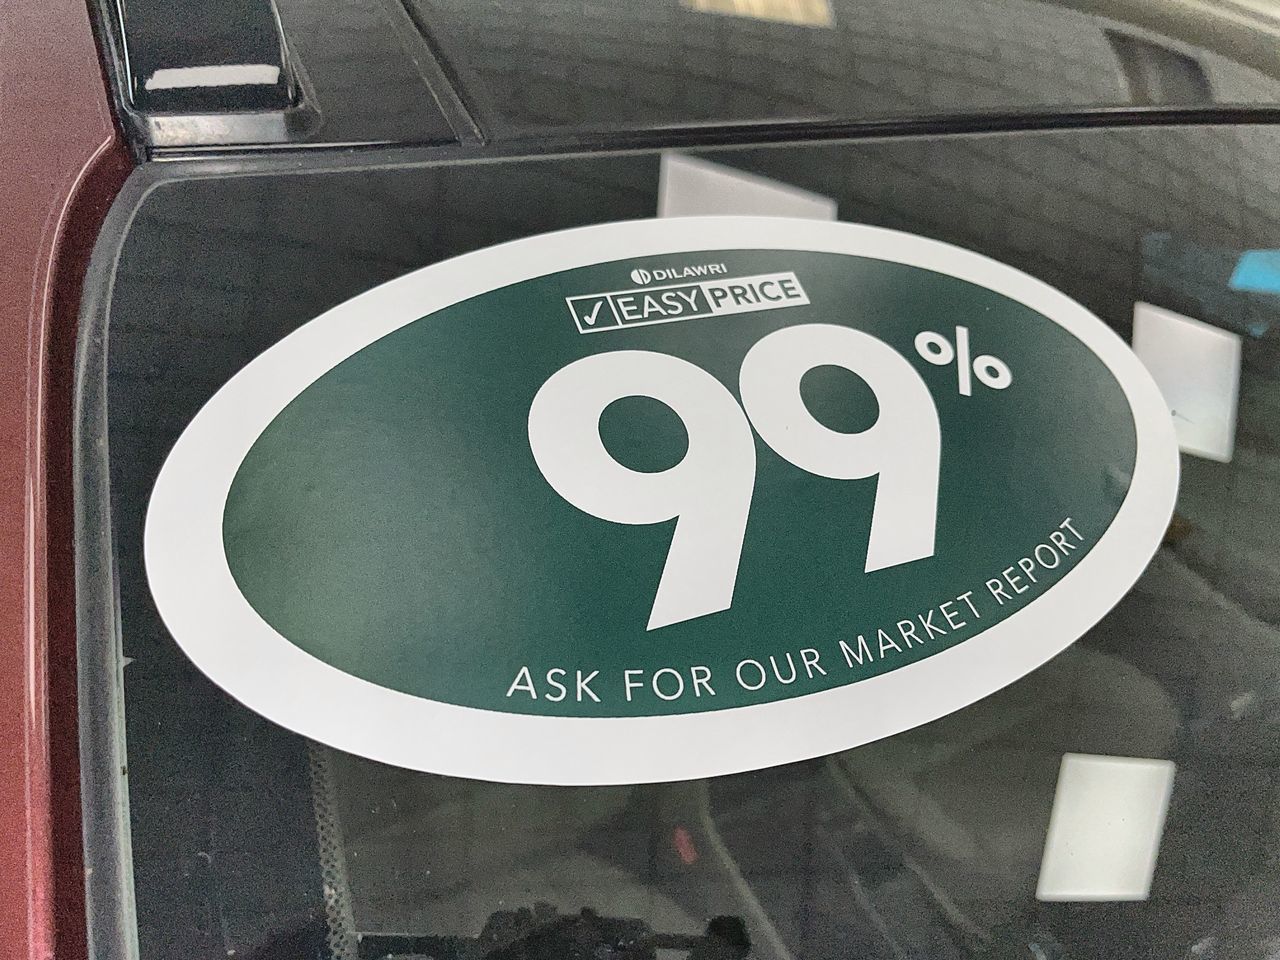 DILAWRI
✓ EASY PRICE
99%
ASK FOR OUR MARKET REPORT